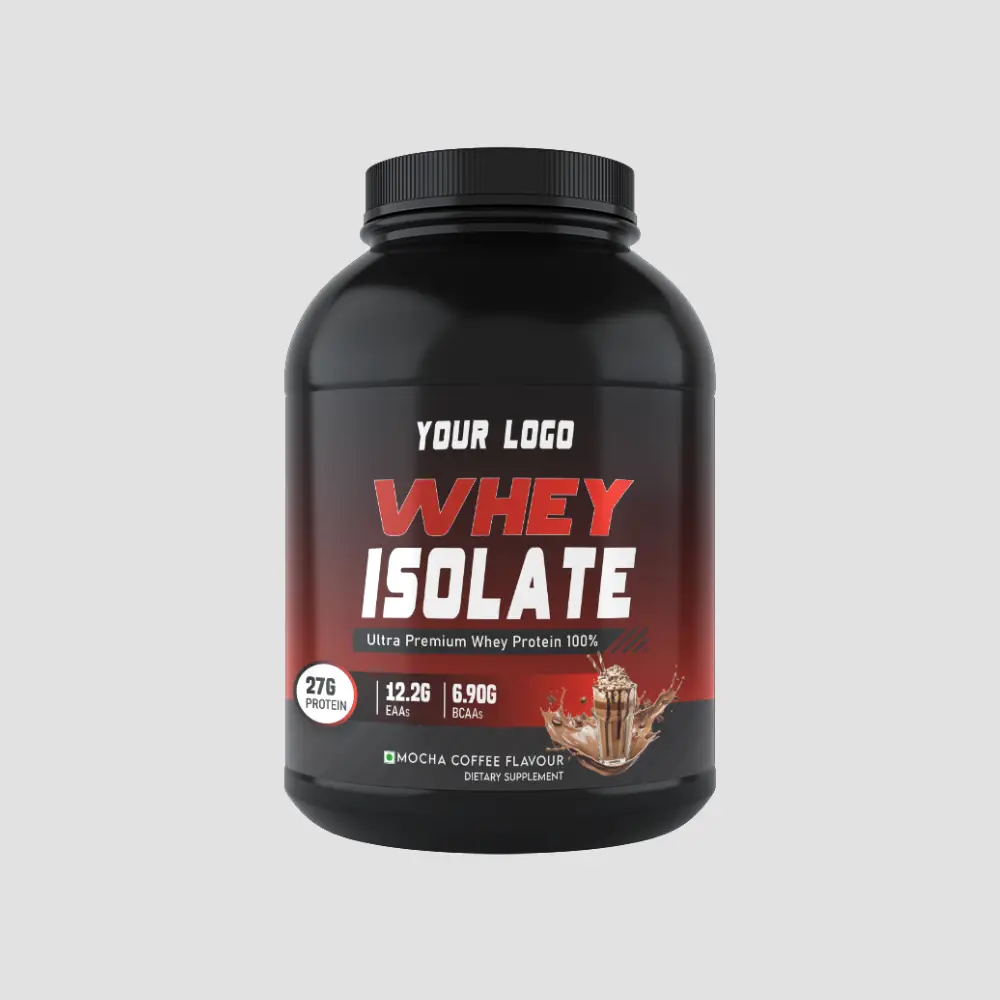 YOUR LOGO
WHEY
ISOLATE
Ultra Premium Whey Protein 100%
27G
PROTEIN
12.2G
EAAs
6.90G
BCAAs
MOCHA COFFEE FLAVOUR
DIETARY SUPPLEMENT